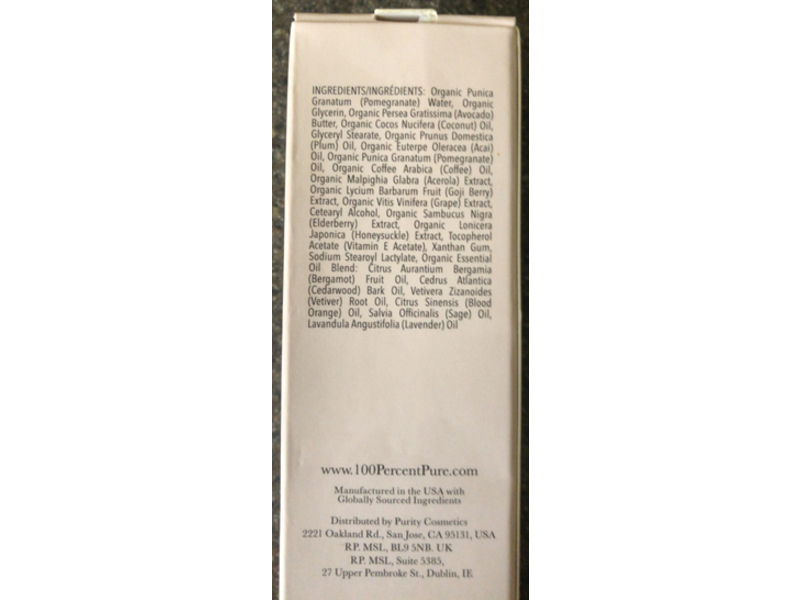 INGREDIENTS/INGRÉDIENTS: Organic Punica
Granatum (Pomegranate) Water, Organic
Glycerin, Organic Persea Gratissima (Avocado)
Butter, Organic Cocos Nucifera (Coconut) Oil,
Glyceryl Stearate, Organic Prunus Domestica
(Plum) Oil, Organic Euterpe Oleracea (Acai)
Oil, Organic Punica Granatum (Pomegranate)
Oil, Organic Coffee Arabica (Coffee) Oil,
Organic Malpighia Glabra (Acerola) Extract,
Organic Lycium Barbarum Fruit (Goji Berry)
Extract, Organic Vitis Vinifera (Grape) Extract,
Cetearyl Alcohol, Organic Sambucus Nigra
(Elderberry) Extract, Organic Lonicera
Japonica (Honeysuckle) Extract, Tocopherol
Acetate (Vitamin E Acetate), Xanthan Gum,
Sodium Stearoyl Lactylate, Organic Essential
Oil Blend: Citrus Aurantium Bergamia
(Bergamot) Fruit Oil, Cedrus Atlantica
(Cedarwood) Bark Oil, Vetivera Zizanoides
(Vetiver) Root Oil, Citrus Sinensis (Blood
Orange) Oil, Salvia Officinalis (Sage) Oil,
Lavandula Angustifolia (Lavender) Oil
www.100PercentPure.com
Manufactured in the USA with
Globally Sourced Ingredients
Distributed by Purity Cosmetics
2221 Oakland Rd., San Jose, CA 95131, USA
RP. MSL, BL9 5NB. UK
RP. MSL, Suite 5385,
27 Upper Pembroke St., Dublin, IE